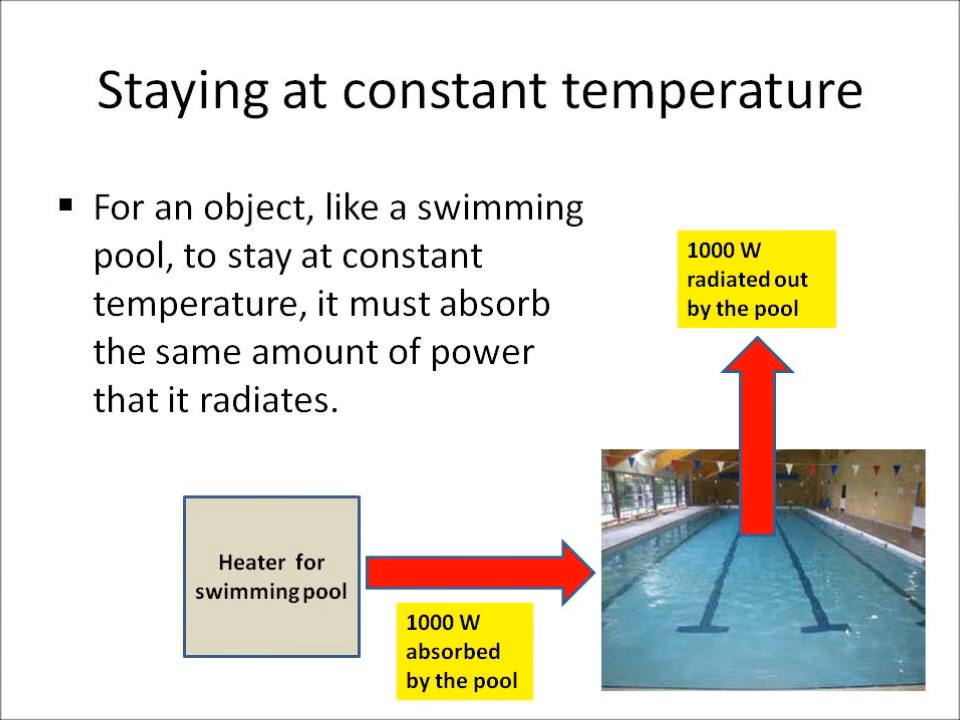 Staying at constant temperature
▪ For an object, like a swimming
pool, to stay at constant
temperature, it must absorb
the same amount of power
that it radiates.
1000 W
radiated out
by the pool
Heater for
swimming pool
1000 W
absorbed
by the pool